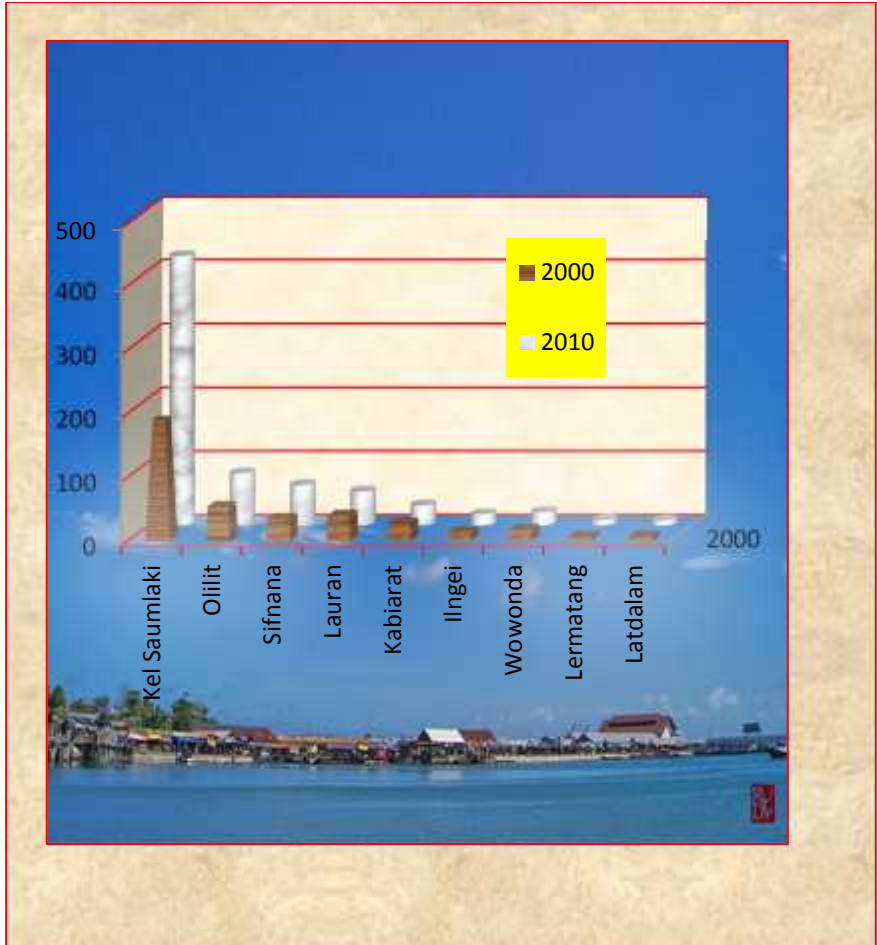 500
400
300
200
100
0
2000
2010
2000
Kel Saumlaki
Olilit
Sifnana
Lauran
Kabiarat
Ilngei
Wowonda
Lermatang
Latdalam